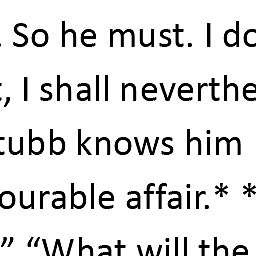 . So he must. I do
, I shall neverthe
tubb knows him
ourable affair.* *
” “What will the